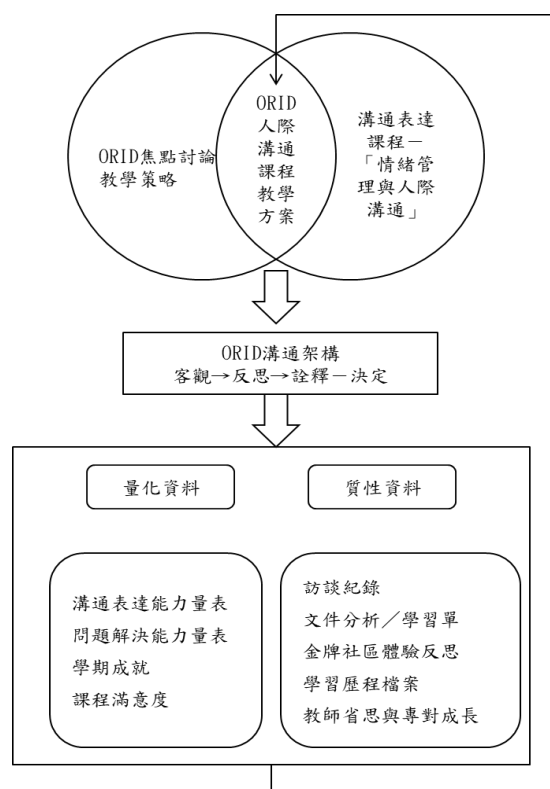 ORID焦點討論
教學策略
ORID
人際
溝通
課程
教學
方案
溝通表達
課程－
「情緒管
理與人際
溝通」
ORID溝通架構
客觀→反思→詮釋－決定
量化資料
質性資料
溝通表達能力量表
問題解決能力量表
學期成就
課程滿意度
訪談紀錄
文件分析／學習單
金牌社區體驗反思
學習歷程檔案
教師省思與專對成長